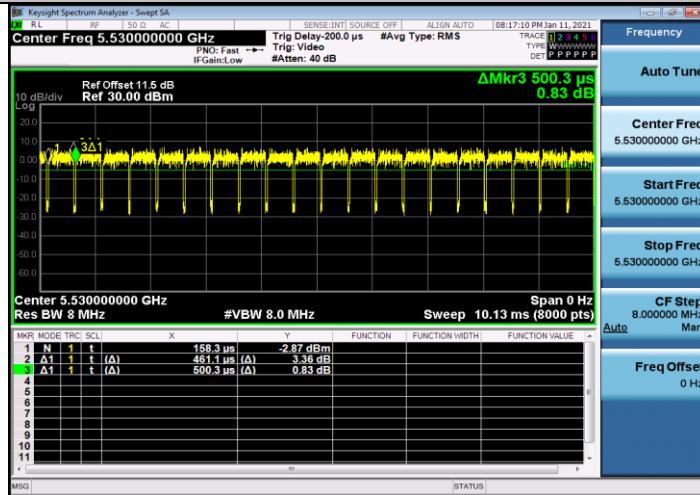 Keysight Spectrum Analyzer - Swept SA
RL RF 50 Ω AC SENSE:INT SOURCE OFF ALIGN AUTO 08:17:10 PM Jan 11, 2021
Center Freq 5.530000000 GHz
PNO: Fast
IFGain:Low
Trig Delay-200.0 µs
Trig: Video
#Atten: 40 dB
#Avg Type: RMS
TRACE 1 2 3 4 5 6
TYPE WWWWWW
DET P P P P P P
Frequency
Auto Tune
Ref Offset 11.5 dB
10 dB/div Ref 30.00 dBm
Log
ΔMkr3 500.3 µs
0.83 dB
20.0
10.0
0.00
-10.0
-20.0
-30.0
-40.0
-50.0
-60.0
1
3Δ1
Center Freq
5.530000000 GHz
Start Freq
5.530000000 GHz
Stop Freq
5.530000000 GHz
CF Step
8.000000 MHz
Auto Man
Freq Offset
0 Hz
Center 5.530000000 GHz Span 0 Hz
Res BW 8 MHz #VBW 8.0 MHz Sweep 10.13 ms (8000 pts)
MKR MODE TRC SCL X Y FUNCTION FUNCTION WIDTH FUNCTION VALUE
1 N 1 t 158.3 µs -2.87 dBm
2 Δ1 1 t (Δ) 461.1 µs (Δ) 3.36 dB
3 Δ1 1 t (Δ) 500.3 µs (Δ) 0.83 dB
4
5
6
7
8
9
10
11
MSG STATUS